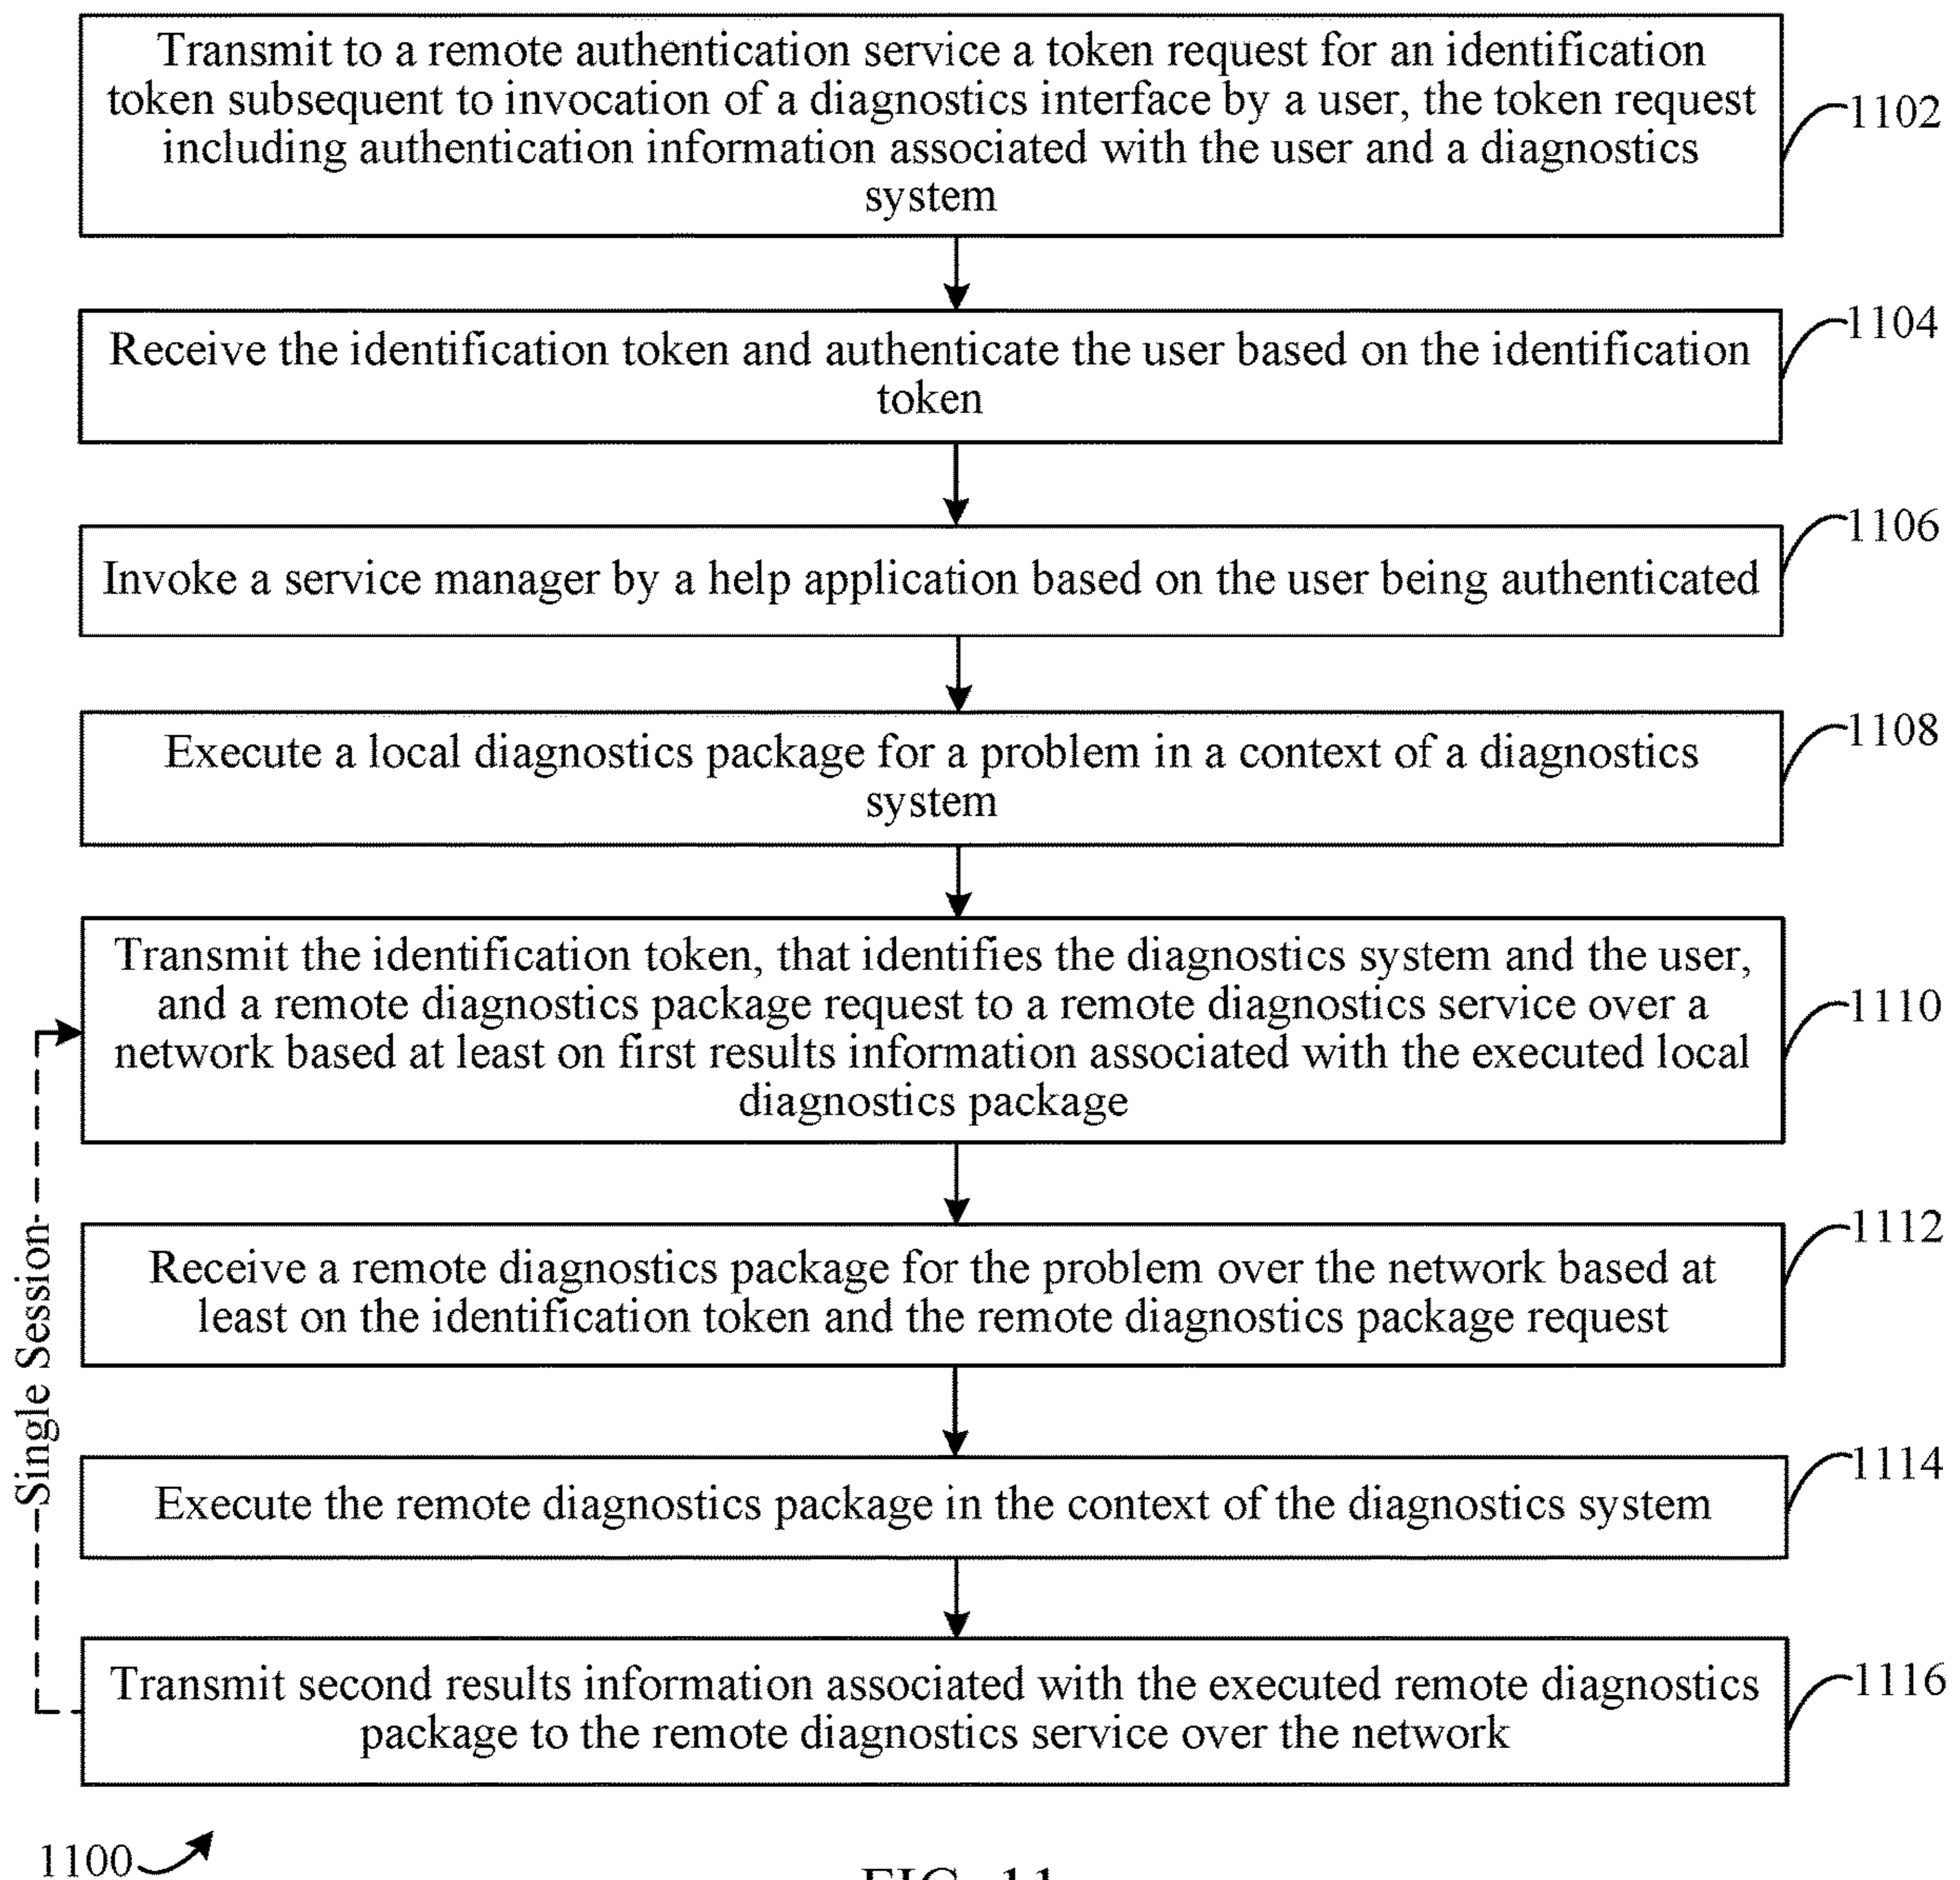 Transmit to a remote authentication service a token request for an identification
token subsequent to invocation of a diagnostics interface by a user, the token request
including authentication information associated with the user and a diagnostics
system
1102
Receive the identification token and authenticate the user based on the identification
token
1104
Invoke a service manager by a help application based on the user being authenticated
1106
Execute a local diagnostics package for a problem in a context of a diagnostics
system
1108
Transmit the identification token, that identifies the diagnostics system and the user,
and a remote diagnostics package request to a remote diagnostics service over a
network based at least on first results information associated with the executed local
diagnostics package
1110
Receive a remote diagnostics package for the problem over the network based at
least on the identification token and the remote diagnostics package request
1112
Single Session
Execute the remote diagnostics package in the context of the diagnostics system
1114
Transmit second results information associated with the executed remote diagnostics
package to the remote diagnostics service over the network
1116
1100
FIG. 11